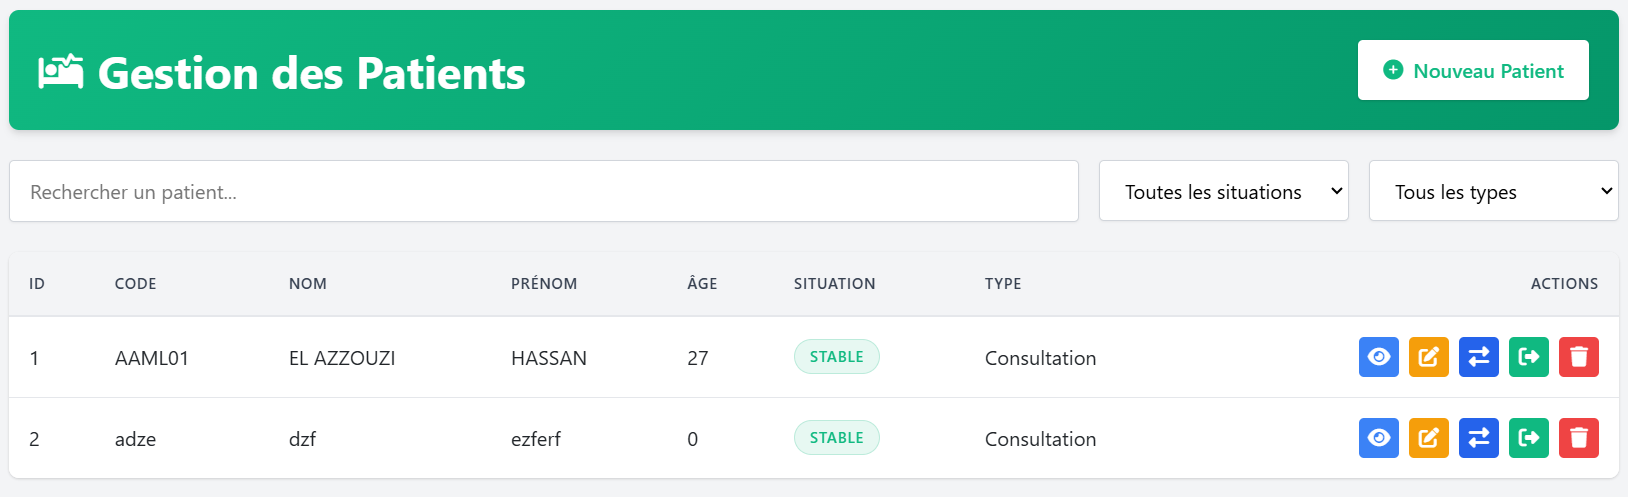 Gestion des Patients
Nouveau Patient
Rechercher un patient...
Toutes les situations
Tous les types
ID CODE NOM PRÉNOM ÂGE SITUATION TYPE ACTIONS
1 AAML01 EL AZZOUZI HASSAN 27 STABLE Consultation
2 adze dzf ezferf 0 STABLE Consultation